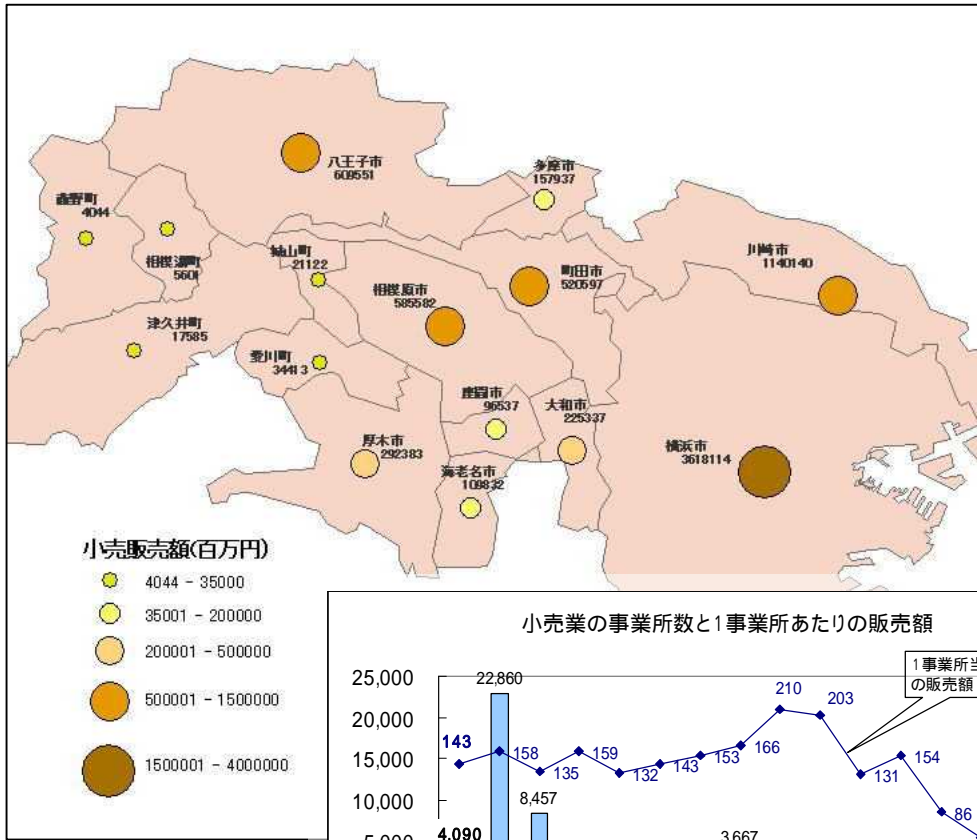 八王子市
609551
多摩市
157937
藤野町
4044
相模湖町
5601
城山町
21122
川崎市
1140140
町田市
520597
相模原市
585582
津久井町
17585
愛川町
34413
座間市
96537
大和市
225337
厚木市
292383
横浜市
3618114
海老名市
109832
小売販売額(百万円)
4044 - 35000
35001 - 200000
200001 - 500000
500001 - 1500000
1500001 - 4000000
小売業の事業所数と1事業所あたりの販売額
1事業所当
の販売額
25,000
20,000
15,000
10,000
22,860
8,457
4,090
3,667
143
158
135
159
132
143
153
166
210
203
131
154
86